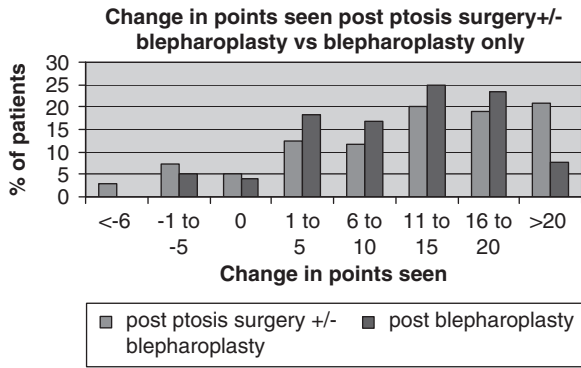 Change in points seen post ptosis surgery+/-
blepharoplasty vs blepharoplasty only
% of patients
30
25
20
15
10
5
0
<-6 -1 to 0 1 to 6 to 11 to 16 to >20
-5 5 10 15 20
Change in points seen
post ptosis surgery +/- post blepharoplasty
blepharoplasty